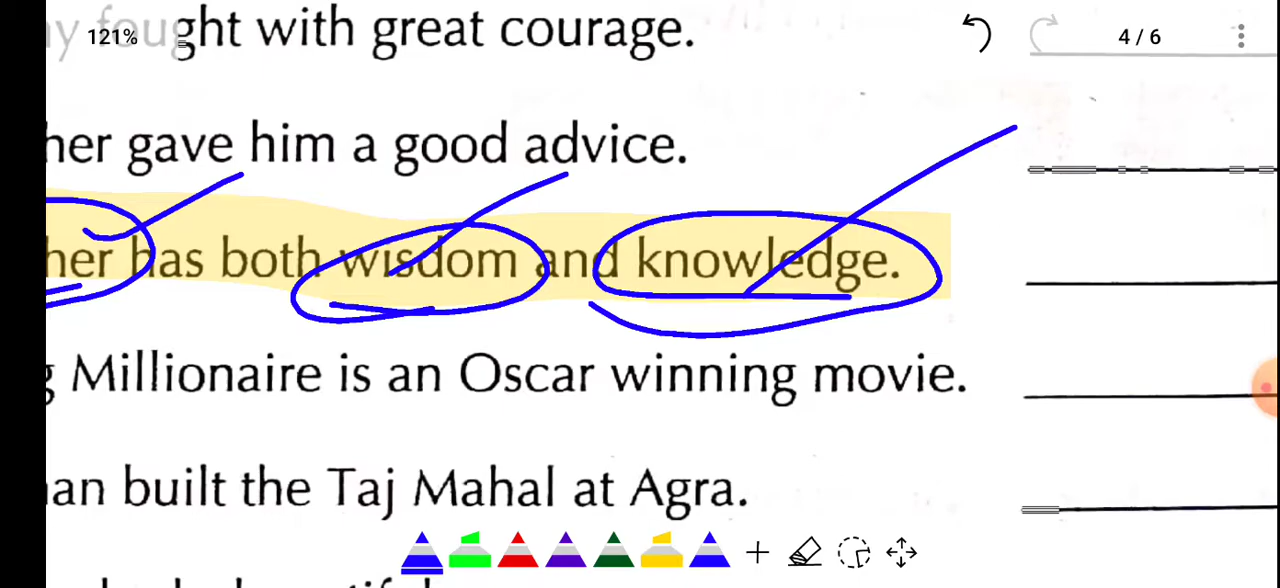 121%
4 / 6
ght with great courage.
her gave him a good advice.
her has both wisdom and knowledge.
Millionaire is an Oscar winning movie.
an built the Taj Mahal at Agra.